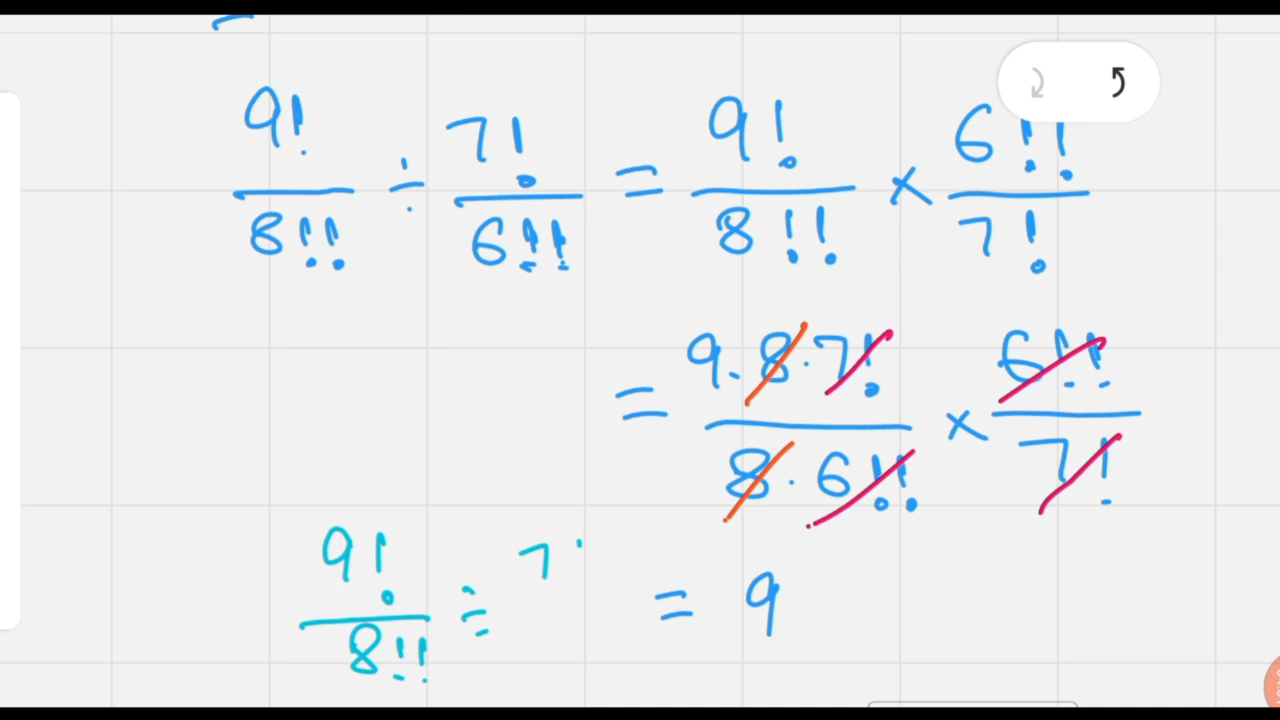 9!/8!! ÷ 7!/6!! = 9!/8!! × 6!!/7!
= 9.8.7!/8.6!! × 6!!/7!
= 9
9!/8!! ÷ 7